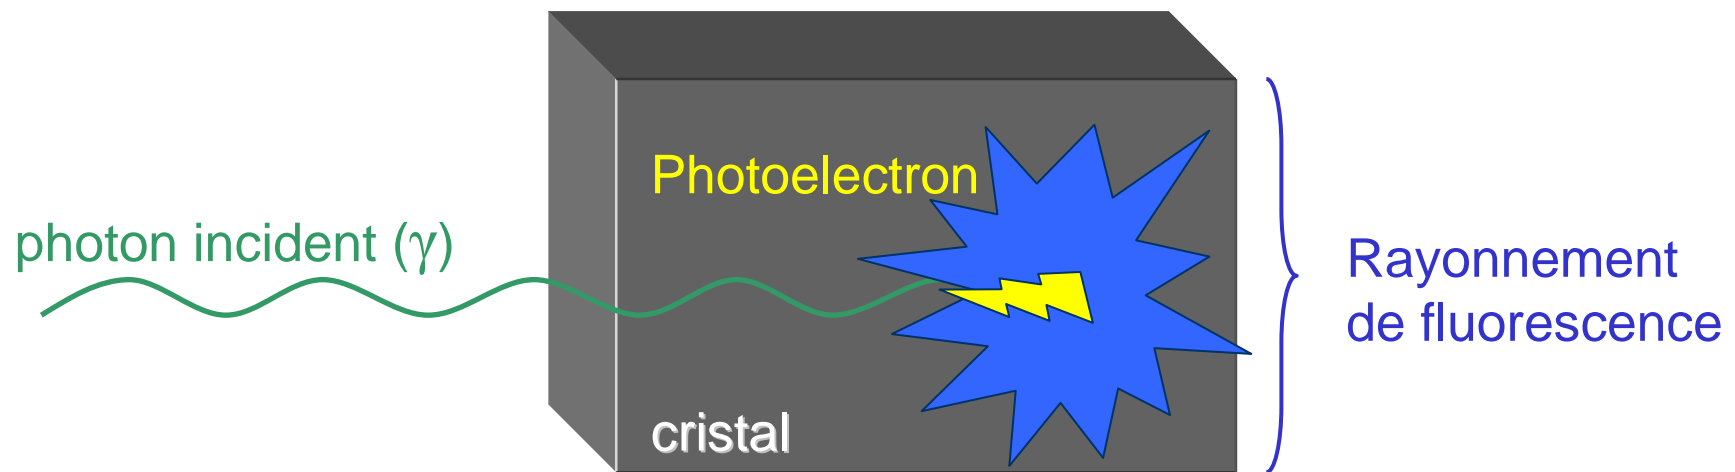 Photoelectron
photon incident (γ)
Rayonnement
de fluorescence
cristal